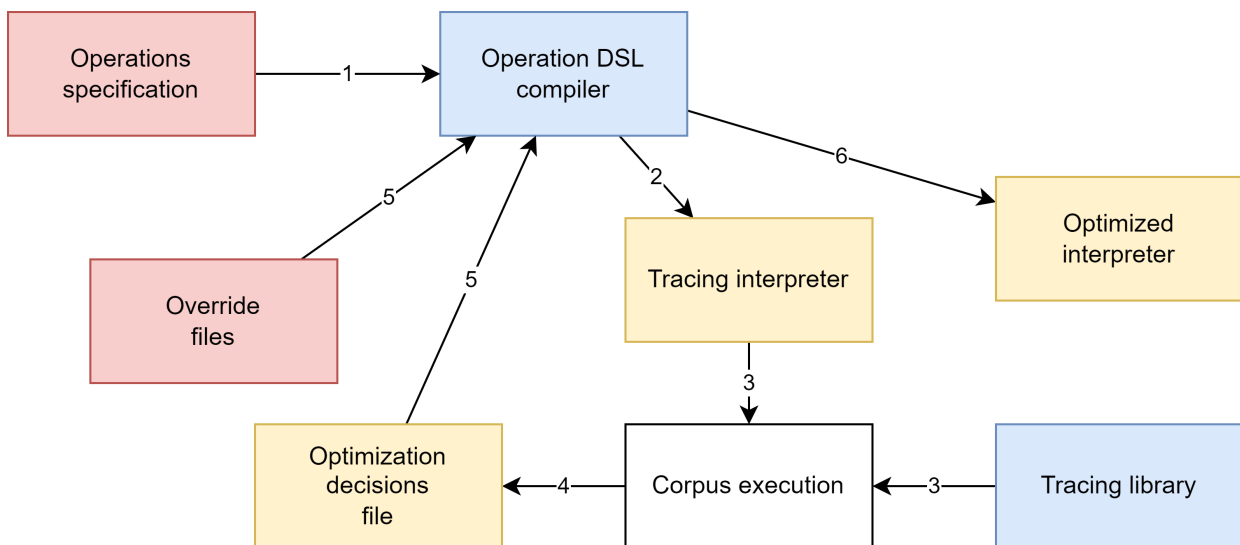 Operations
specification
1
Operation DSL
compiler
6
2
5
Optimized
interpreter
Tracing interpreter
5
Override
files
3
Optimization
decisions
file
4
Corpus execution
3
Tracing library